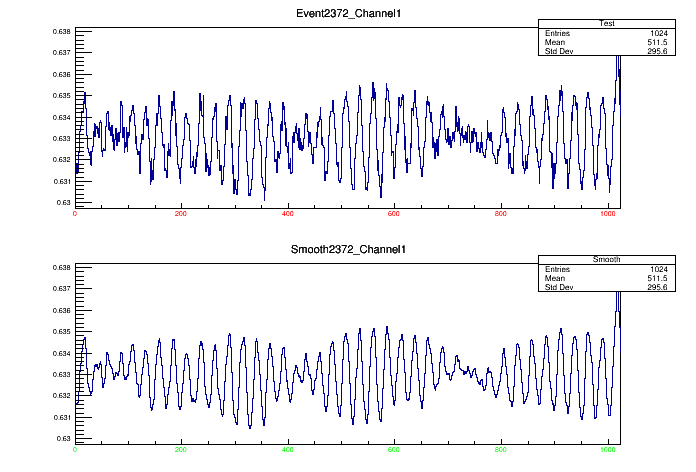 Event2372_Channel1
Test
Entries 1024
Mean 511.5
Std Dev 295.6
0.638
0.637
0.636
0.635
0.634
0.633
0.632
0.631
0.63
0 200 400 600 800 1000
Smooth2372_Channel1
Smooth
Entries 1024
Mean 511.5
Std Dev 295.6
0.638
0.637
0.636
0.635
0.634
0.633
0.632
0.631
0.63
0 200 400 600 800 1000